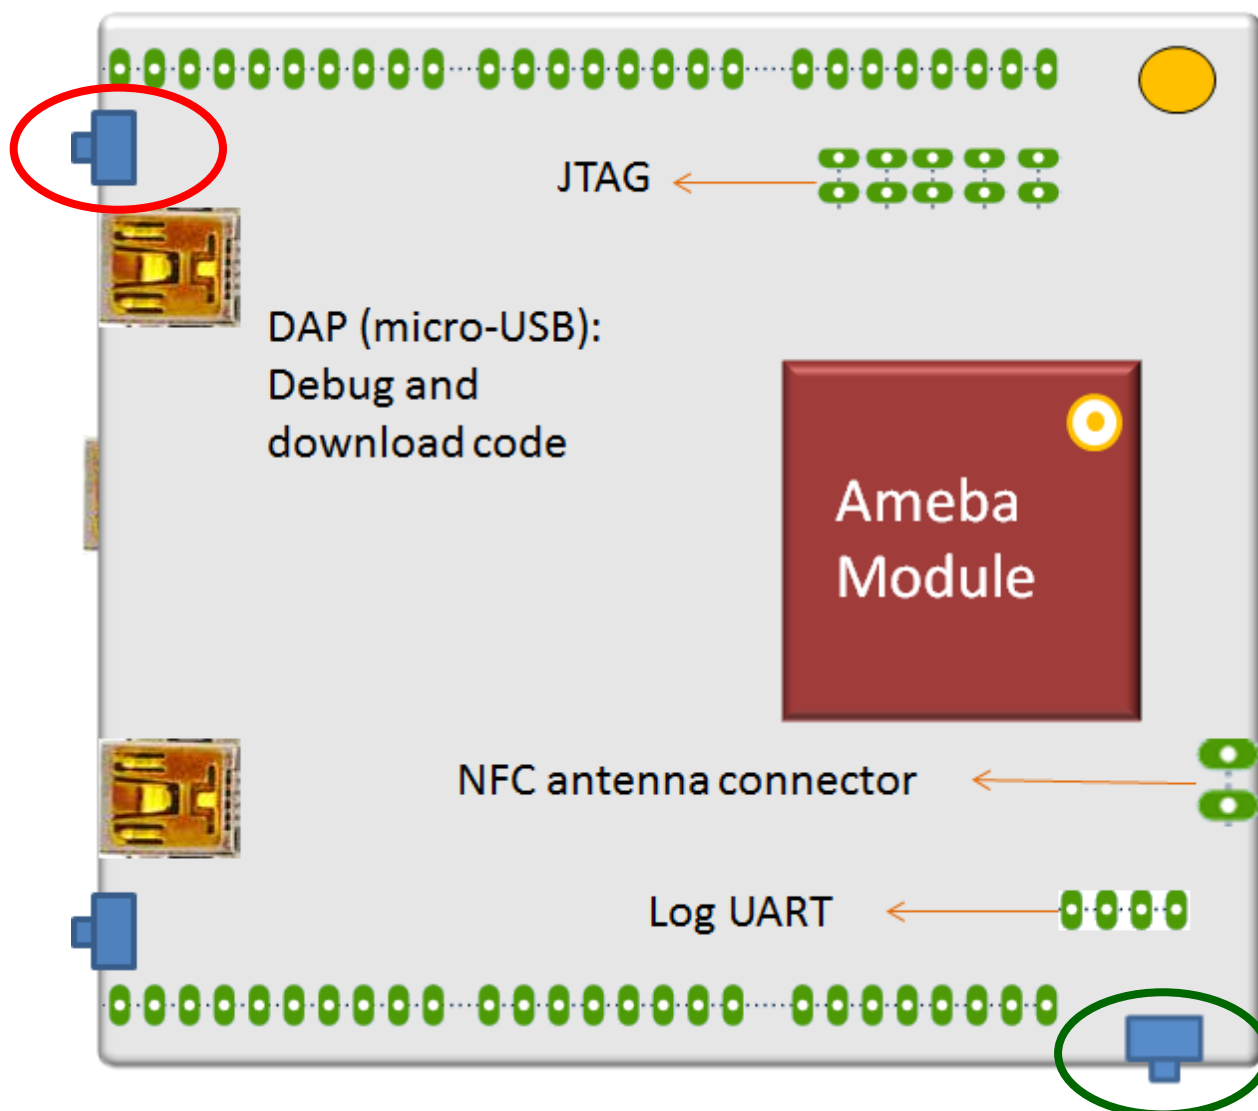 JTAG
DAP (micro-USB):
Debug and
download code
Ameba
Module
NFC antenna connector
Log UART